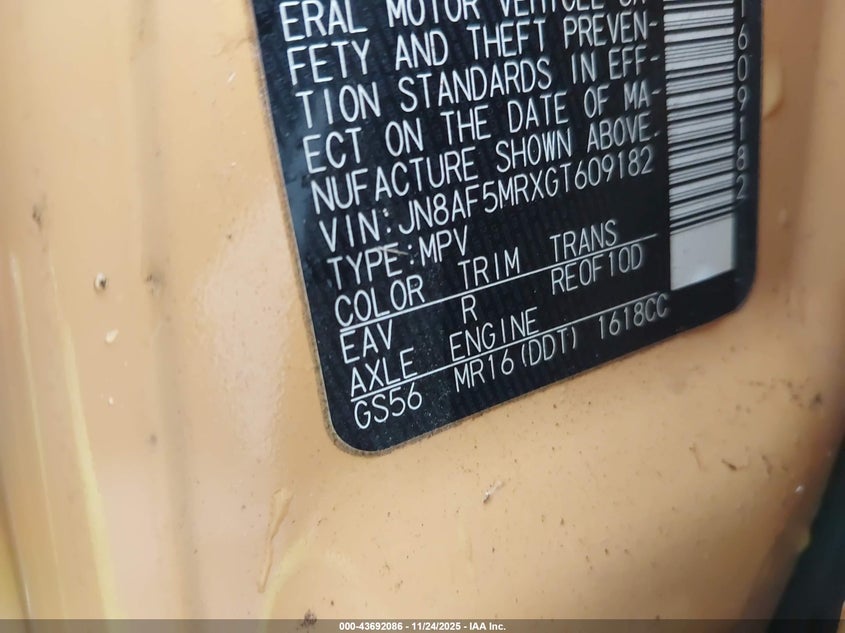 ERAL MOTOR VEHICLE
FETY AND THEFT PREVEN-
TION STANDARDS IN EFF-
ECT ON THE DATE OF MA-
NUFACTURE SHOWN ABOVE.
VIN:JN8AF5MRXGT609182
TYPE:MPV
COLOR TRIM TRANS
EAV R RE0F10D
AXLE ENGINE
GS56 MR16(DDT) 1618CC
T609182
000-43692086 - 11/24/2025 - IAA Inc.